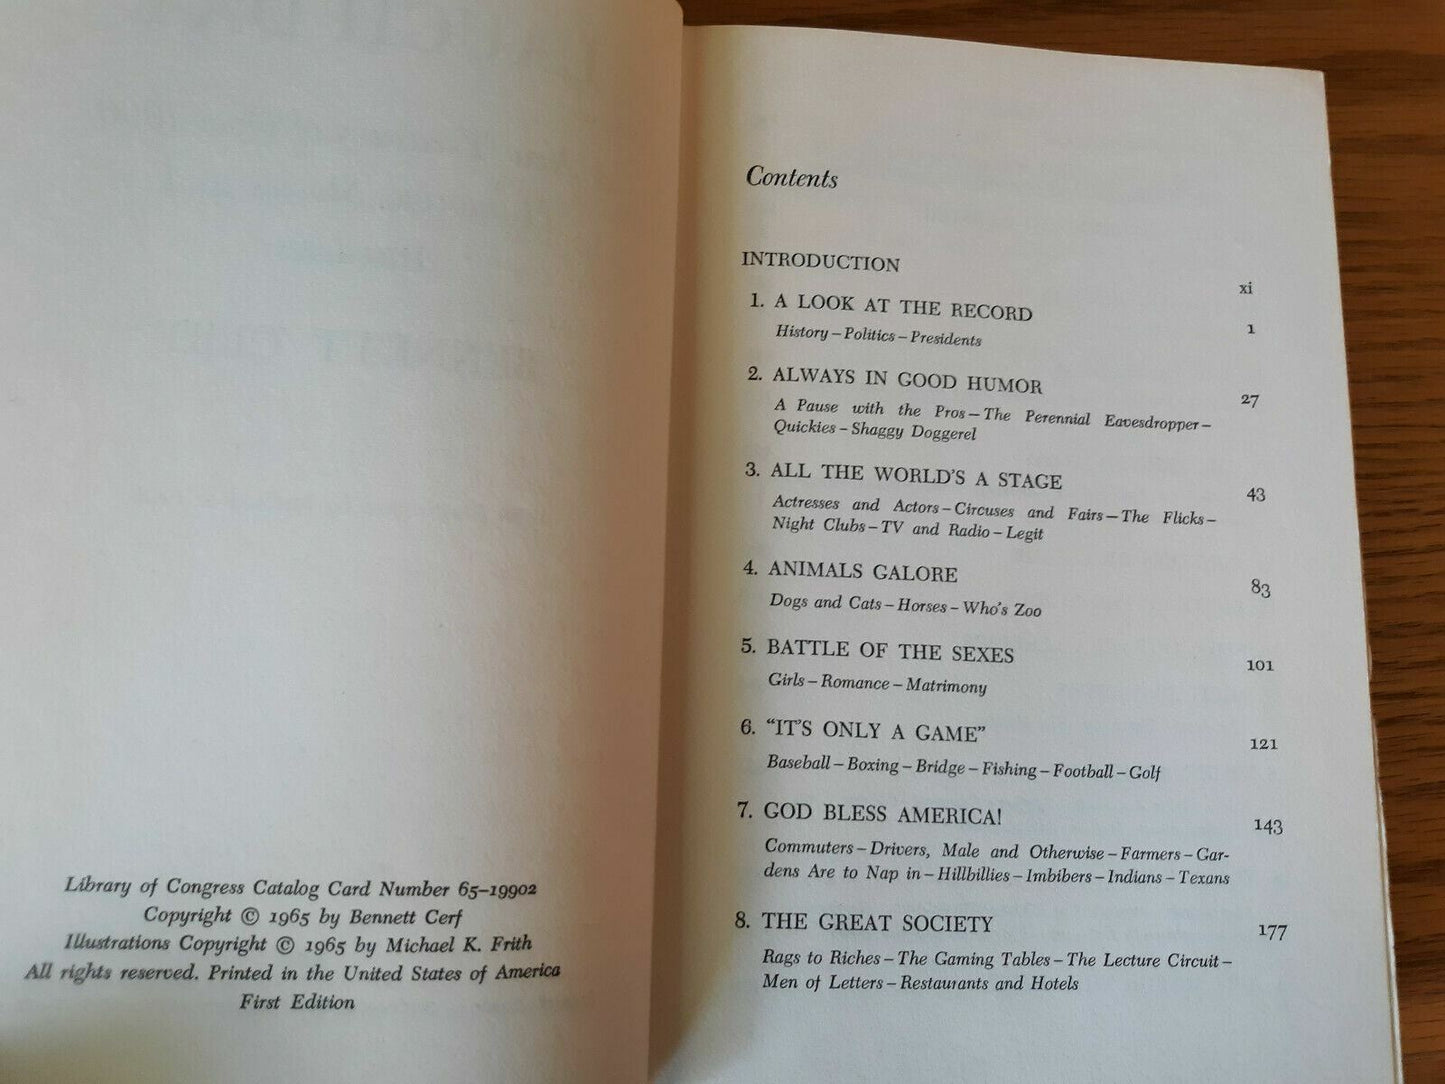 Library of Congress Catalog Card Number 65–19902
Copyright © 1965 by Bennett Cerf
Illustrations Copyright © 1965 by Michael K. Frith
All rights reserved. Printed in the United States of America
First Edition
Contents
INTRODUCTION xi
1. A LOOK AT THE RECORD 1
History – Politics – Presidents
2. ALWAYS IN GOOD HUMOR 27
A Pause with the Pros – The Perennial Eavesdropper –
Quickies – Shaggy Doggerel
3. ALL THE WORLD'S A STAGE 43
Actresses and Actors – Circuses and Fairs – The Flicks –
Night Clubs – TV and Radio – Legit
4. ANIMALS GALORE 83
Dogs and Cats – Horses – Who's Zoo
5. BATTLE OF THE SEXES 101
Girls – Romance – Matrimony
6. "IT'S ONLY A GAME" 121
Baseball – Boxing – Bridge – Fishing – Football – Golf
7. GOD BLESS AMERICA! 143
Commuters – Drivers, Male and Otherwise – Farmers – Gar-
dens Are to Nap in – Hillbillies – Imbibers – Indians – Texans
8. THE GREAT SOCIETY 177
Rags to Riches – The Gaming Tables – The Lecture Circuit –
Men of Letters – Restaurants and Hotels